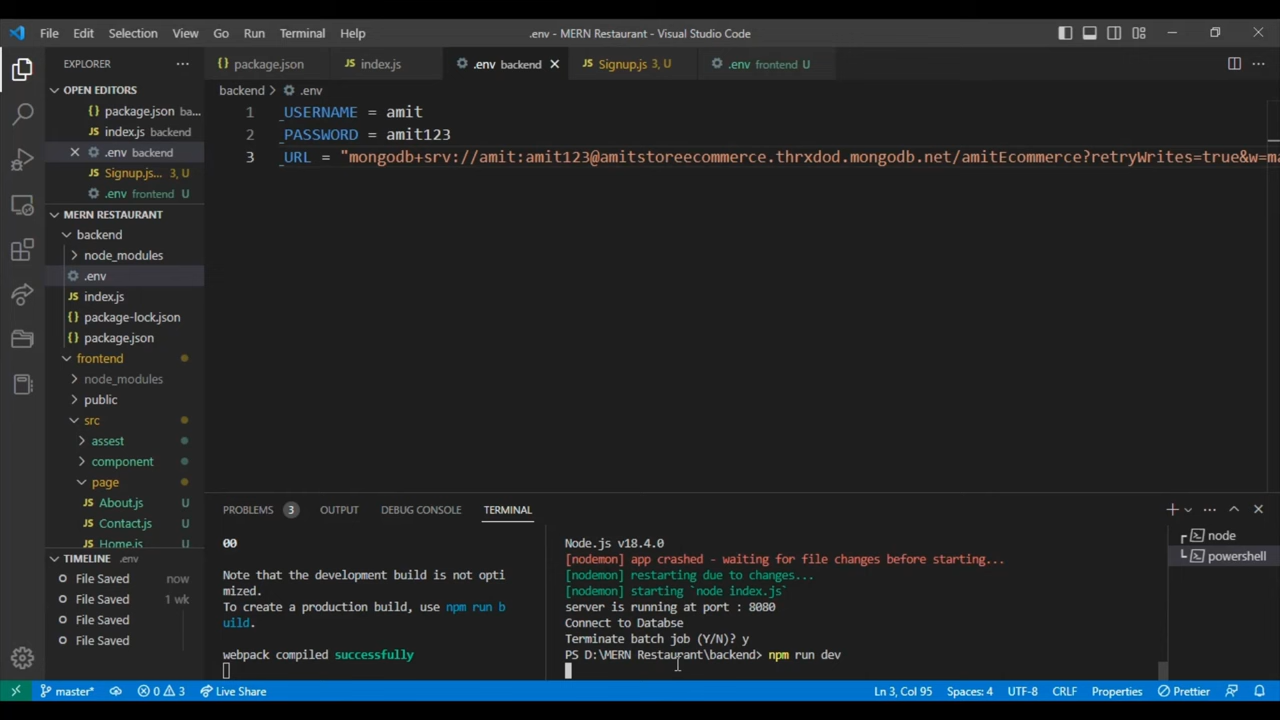 File Edit Selection View Go Run Terminal Help
.env - MERN Restaurant - Visual Studio Code
EXPLORER
OPEN EDITORS
package.json ba...
index.js backend
.env backend
Signup.js... 3, U
.env frontend U
MERN RESTAURANT
backend
node_modules
.env
index.js
package-lock.json
package.json
frontend
node_modules
public
src
assest
component
page
About.js U
Contact.js U
Home.js U
TIMELINE .env
File Saved now
File Saved 1 wk
File Saved
File Saved
package.json index.js .env backend Signup.js 3, U .env frontend U
backend > .env
1 _USERNAME = amit
2 _PASSWORD = amit123
3 _URL = "mongodb+srv://amit:amit123@amitstoreecommerce.thrxdod.mongodb.net/amitEcommerce?retryWrites=true&w=ma
PROBLEMS 3 OUTPUT DEBUG CONSOLE TERMINAL
00
Note that the development build is not opti
mized.
To create a production build, use npm run b
uild.
webpack compiled successfully
Node.js v18.4.0
[nodemon] app crashed - waiting for file changes before starting...
[nodemon] restarting due to changes...
[nodemon] starting `node index.js`
server is running at port : 8080
Connect to Databse
Terminate batch job (Y/N)? y
PS D:\MERN Restaurant\backend> npm run dev
node
powershell
master* 0 3 Live Share
Ln 3, Col 95 Spaces: 4 UTF-8 CRLF Properties Prettier